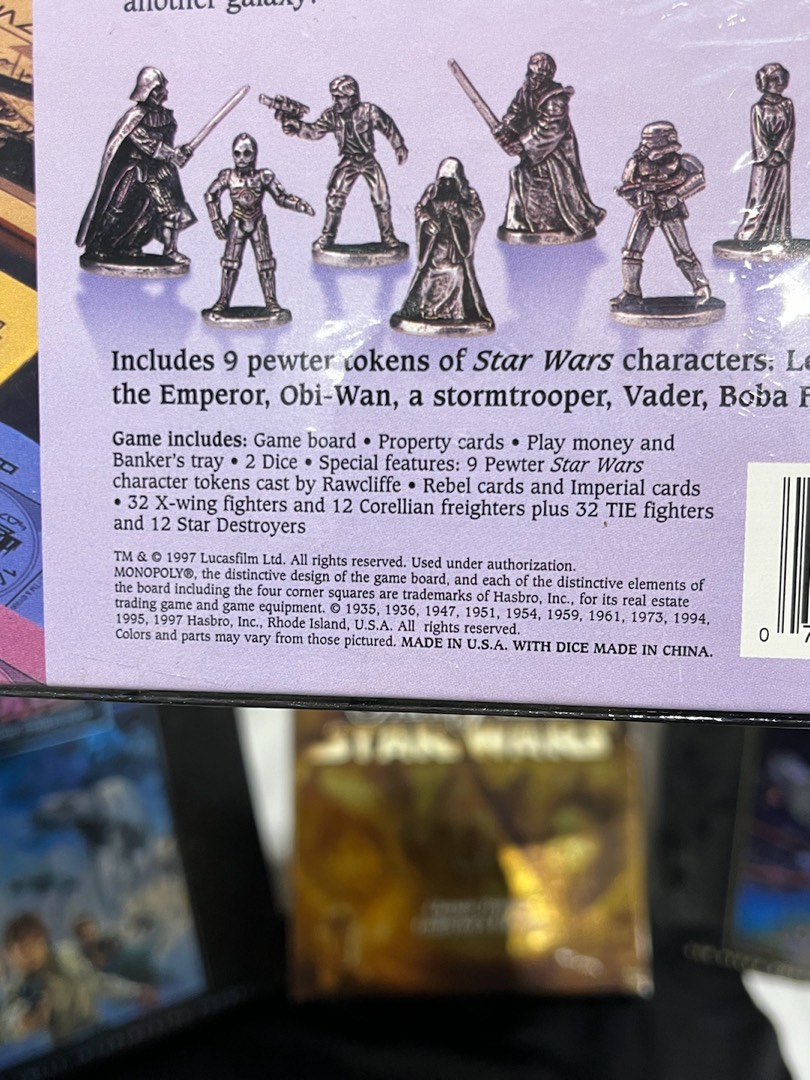 another galaxy!
Includes 9 pewter tokens of Star Wars characters: Le
the Emperor, Obi-Wan, a stormtrooper, Vader, Boba F
Game includes: Game board • Property cards • Play money and
Banker's tray • 2 Dice • Special features: 9 Pewter Star Wars
character tokens cast by Rawcliffe • Rebel cards and Imperial cards
• 32 X-wing fighters and 12 Corellian freighters plus 32 TIE fighters
and 12 Star Destroyers
TM & © 1997 Lucasfilm Ltd. All rights reserved. Used under authorization.
MONOPOLY®, the distinctive design of the game board, and each of the distinctive elements of
the board including the four corner squares are trademarks of Hasbro, Inc., for its real estate
trading game and game equipment. © 1935, 1936, 1947, 1951, 1954, 1959, 1961, 1973, 1994,
1995, 1997 Hasbro, Inc., Rhode Island, U.S.A. All rights reserved.
Colors and parts may vary from those pictured. MADE IN U.S.A. WITH DICE MADE IN CHINA.
0 7
STAR WARS